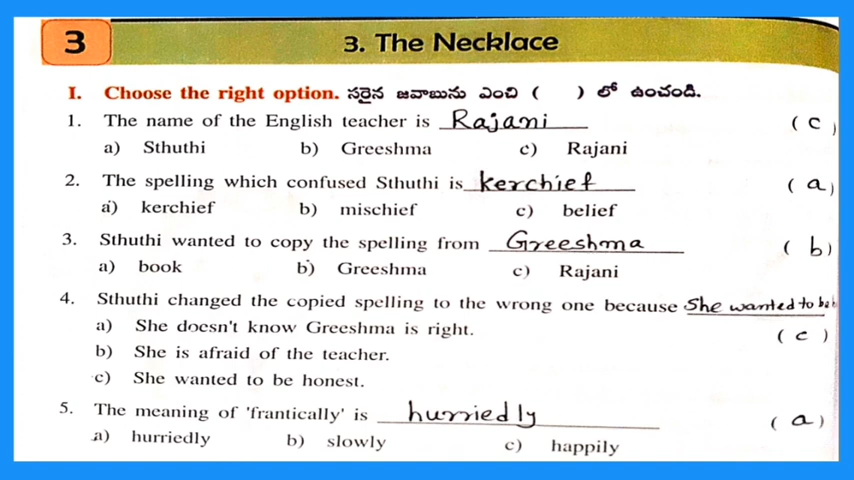 3
3. The Necklace
I. Choose the right option. సరైన జవాబును ఎంచి ( ) లో ఉంచండి.
1. The name of the English teacher is Rajani (c)
a) Sthuthi b) Greeshma c) Rajani
2. The spelling which confused Sthuthi is kerchief (a)
a) kerchief b) mischief c) belief
3. Sthuthi wanted to copy the spelling from Greeshma (b)
a) book b) Greeshma c) Rajani
4. Sthuthi changed the copied spelling to the wrong one because She wanted to be
a) She doesn't know Greeshma is right. (c)
b) She is afraid of the teacher.
c) She wanted to be honest.
5. The meaning of 'frantically' is hurriedly (a)
a) hurriedly b) slowly c) happily